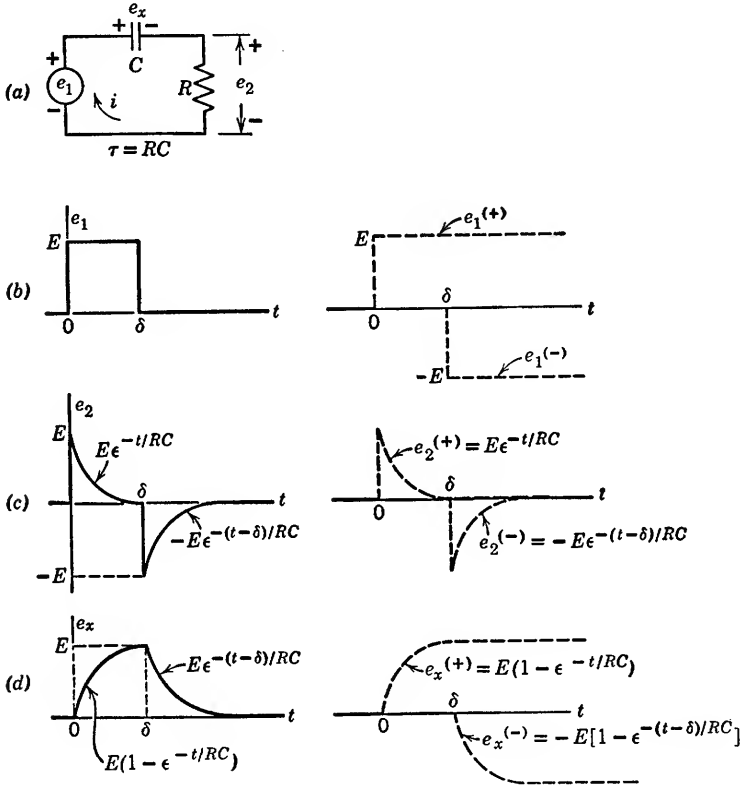 (a)
e_x
+ −
C
+
e_1
−
i
R
+
e_2
−
τ = RC
(b)
e_1
E
0
δ
t
E
e_1^(+)
0
δ
t
−E
e_1^(−)
(c)
e_2
E
Eϵ^−t/RC
δ
t
−E
−Eϵ^−(t−δ)/RC
e_2^(+) = Eϵ^−t/RC
0
δ
t
e_2^(−) = −Eϵ^−(t−δ)/RC
(d)
e_x
E
Eϵ^−(t−δ)/RC
0
δ
t
E(1 − ϵ^−t/RC)
e_x^(+) = E(1 − ϵ^−t/RC)
0
δ
t
e_x^(−) = −E[1 − ϵ^−(t−δ)/RC]